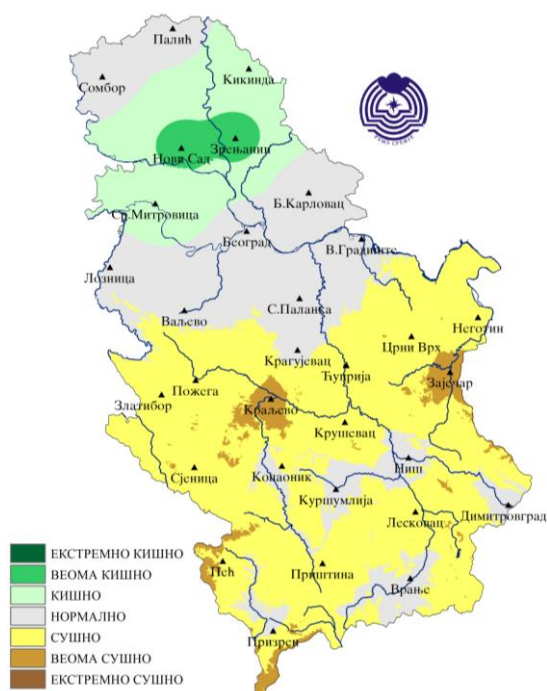 Палић
Сомбор
Кикинда
Зрењанин
Нови Сад
Ср.Митровица
Б.Карловац
Београд
В.Градиште
Лозница
С.Паланка
Ваљево
Неготин
Црни Врх
Крагујевац
Ћуприја
Зајечар
Пожега
Златибор
Краљево
Крушевац
Ниш
Сјеница
Копаоник
Куршумлија
Димитровград
Лесковац
Пећ
Приштина
Врање
Призрен
ЕКСТРЕМНО КИШНО
ВЕОМА КИШНО
КИШНО
НОРМАЛНО
СУШНО
ВЕОМА СУШНО
ЕКСТРЕМНО СУШНО